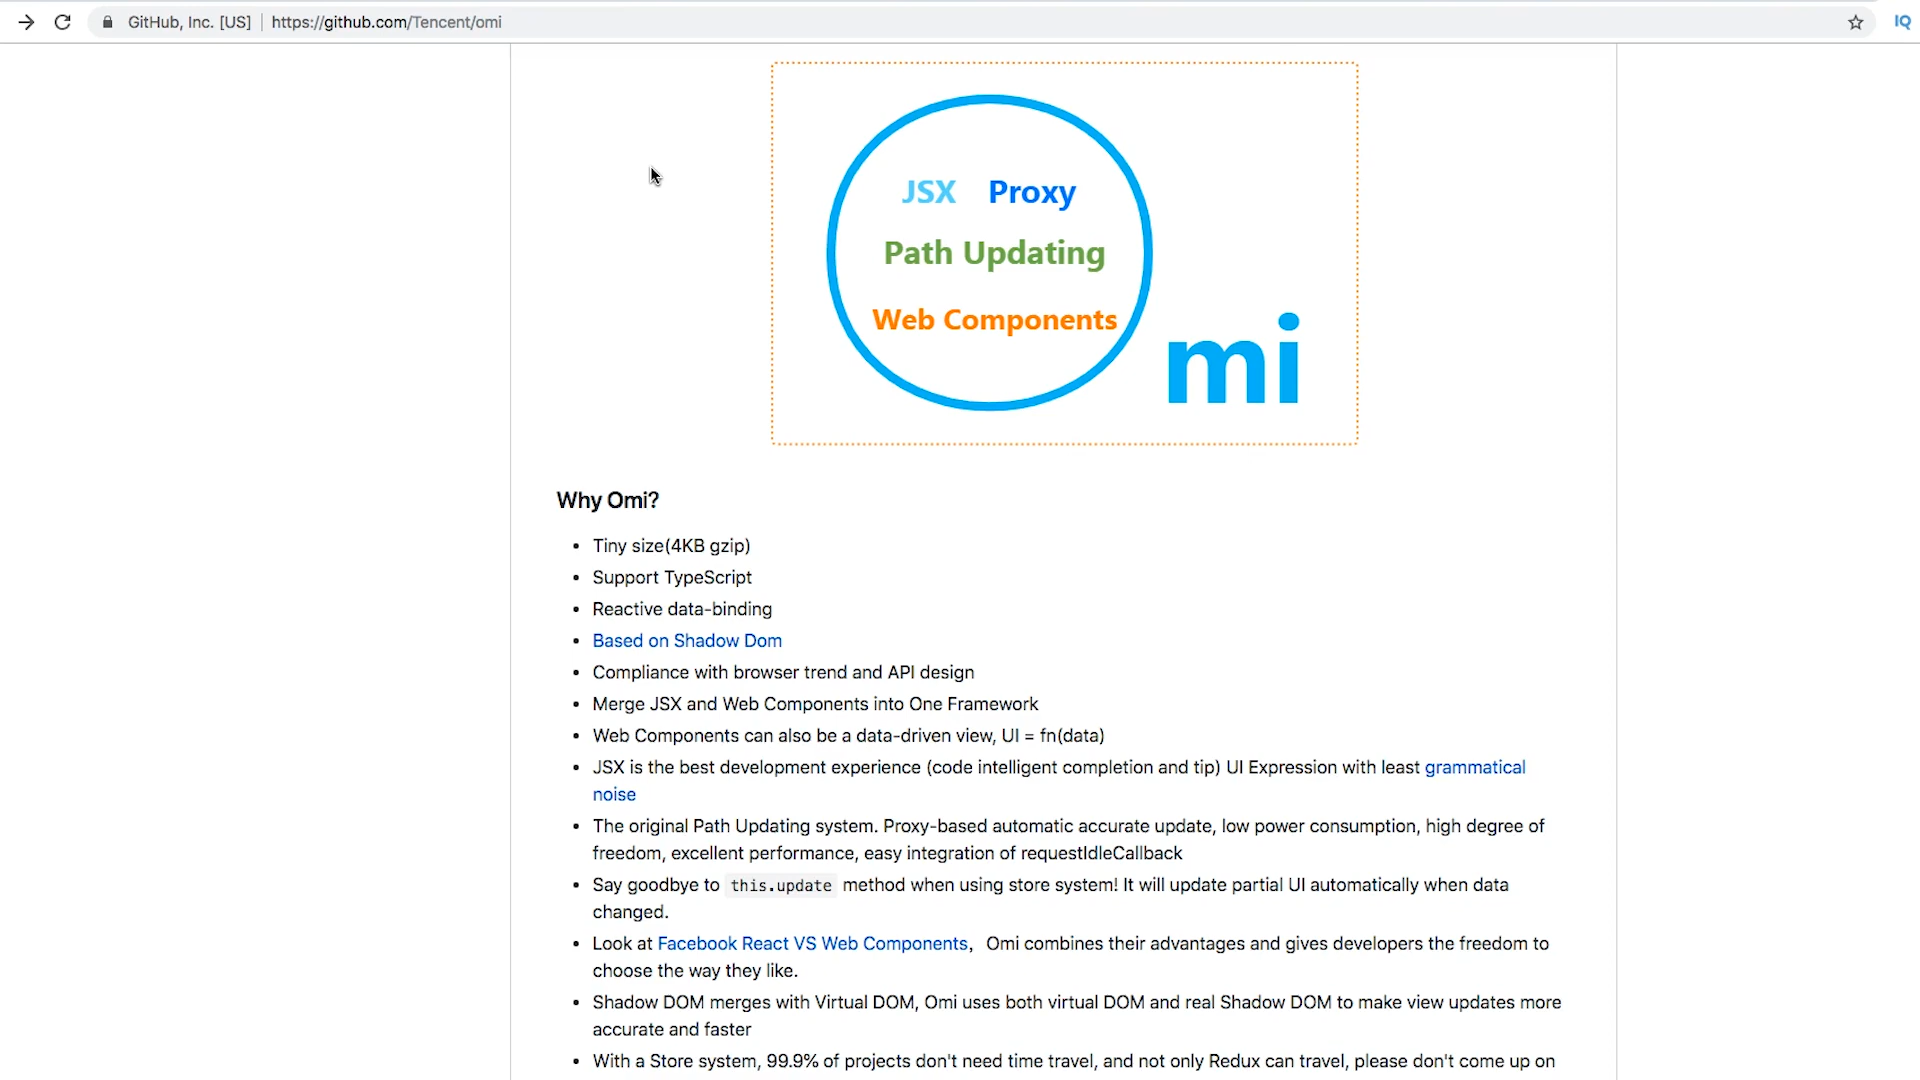 GitHub, Inc. [US] https://github.com/Tencent/omi
IQ
JSX Proxy
Path Updating
Web Components
mi
Why Omi?
• Tiny size(4KB gzip)
• Support TypeScript
• Reactive data-binding
• Based on Shadow Dom
• Compliance with browser trend and API design
• Merge JSX and Web Components into One Framework
• Web Components can also be a data-driven view, UI = fn(data)
• JSX is the best development experience (code intelligent completion and tip) UI Expression with least grammatical
noise
• The original Path Updating system. Proxy-based automatic accurate update, low power consumption, high degree of
freedom, excellent performance, easy integration of requestIdleCallback
• Say goodbye to this.update method when using store system! It will update partial UI automatically when data
changed.
• Look at Facebook React VS Web Components，Omi combines their advantages and gives developers the freedom to
choose the way they like.
• Shadow DOM merges with Virtual DOM, Omi uses both virtual DOM and real Shadow DOM to make view updates more
accurate and faster
• With a Store system, 99.9% of projects don't need time travel, and not only Redux can travel, please don't come up on